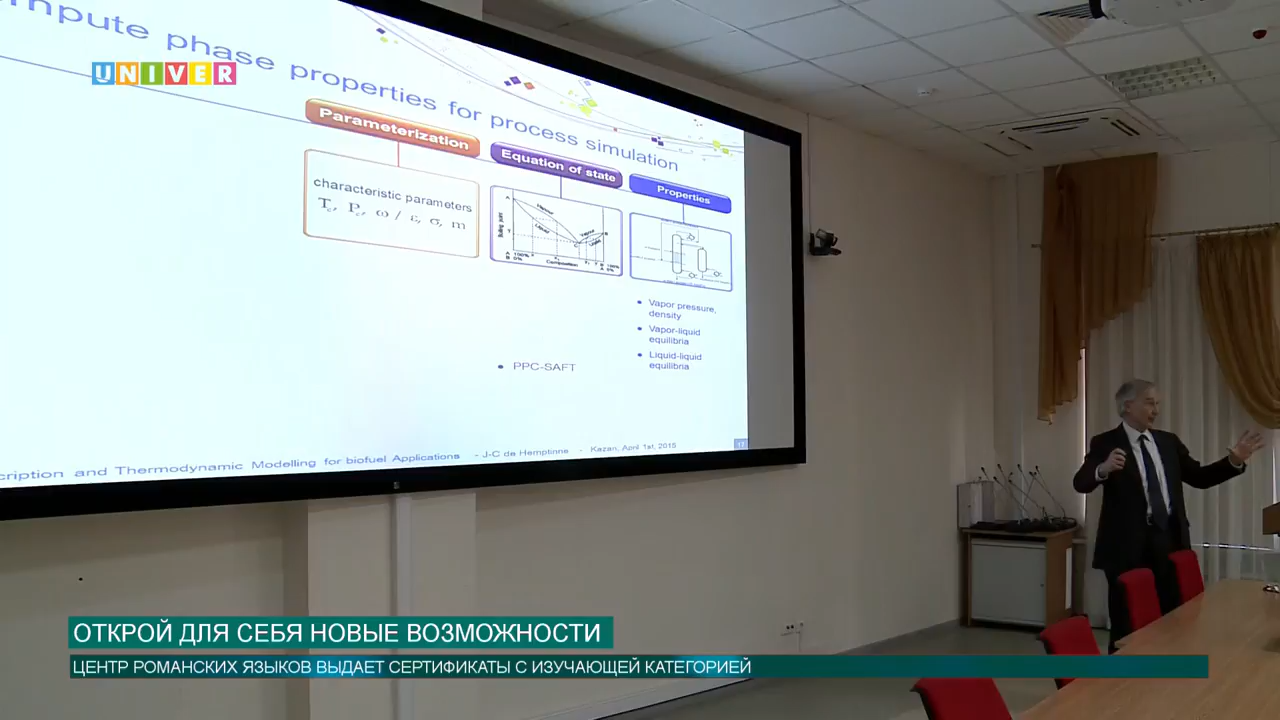 mpute phase properties for process simulation
UNIVER
Parameterization
Equation of state
Properties
characteristic parameters
Tc, Pc, ω / ε, σ, m
Vapor pressure,
density
Vapor-liquid
equilibria
Liquid-liquid
equilibria
PPC-SAFT
cription and Thermodynamic Modelling for biofuel Applications - J-C de Hemptinne - Kazan, April 1st, 2015
ОТКРОЙ ДЛЯ СЕБЯ НОВЫЕ ВОЗМОЖНОСТИ
ЦЕНТР РОМАНСКИХ ЯЗЫКОВ ВЫДАЕТ СЕРТИФИКАТЫ С ИЗУЧАЮЩЕЙ КАТЕГОРИЕЙ